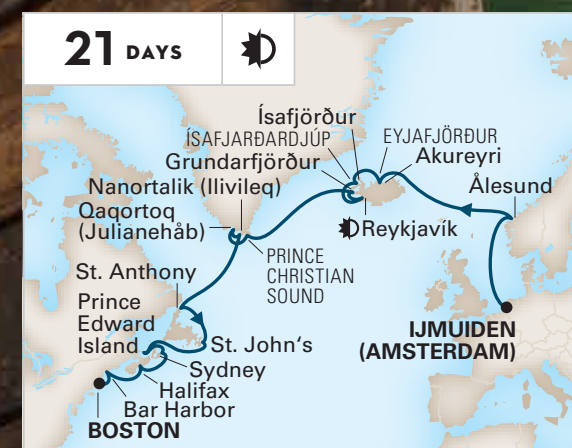 21 DAYS
Ísafjörður
ÍSAFJARÐARDJÚP
EYJAFJÖRÐUR
Grundarfjörður
Akureyri
Nanortalik (Ilivileq)
Ålesund
Qaqortoq
(Julianehåb)
Reykjavík
PRINCE
CHRISTIAN
SOUND
St. Anthony
Prince
Edward
Island
IJMUIDEN
(AMSTERDAM)
St. John's
Sydney
Halifax
Bar Harbor
BOSTON